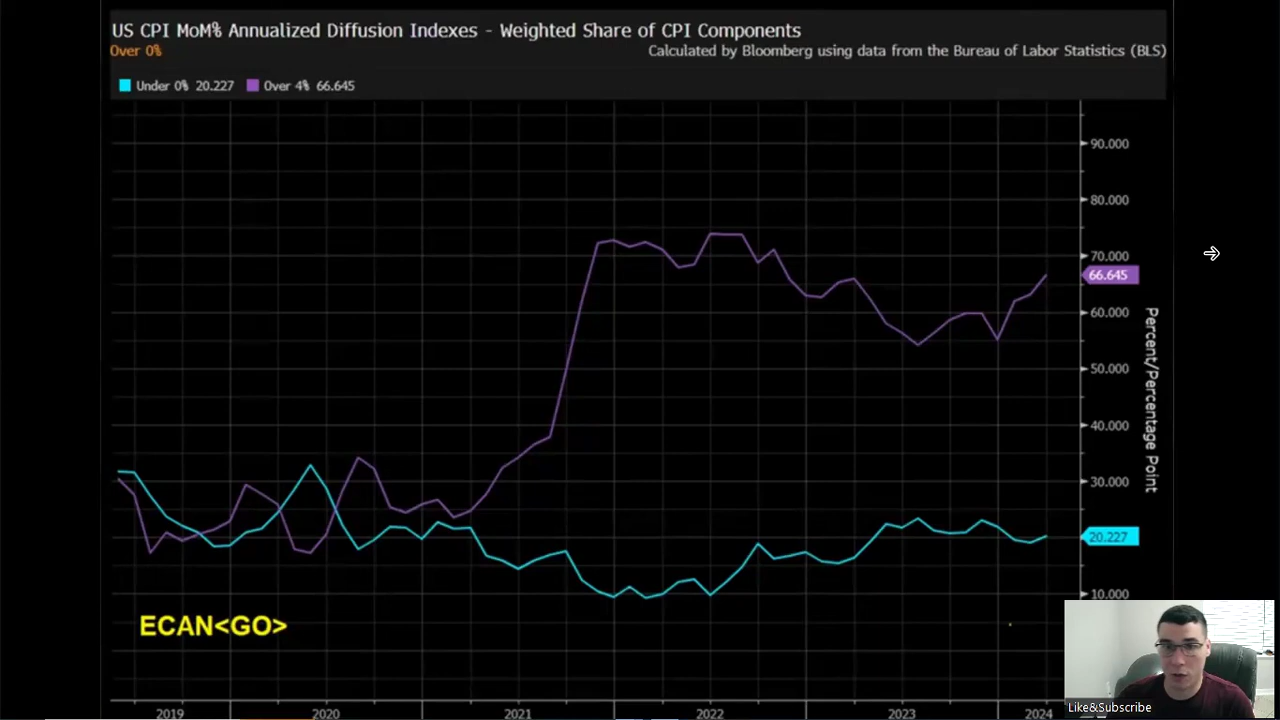 US CPI MoM% Annualized Diffusion Indexes - Weighted Share of CPI Components
Over 0%
Calculated by Bloomberg using data from the Bureau of Labor Statistics (BLS)
Under 0% 20.227 Over 4% 66.645
90.000
80.000
70.000
66.645
60.000
50.000
40.000
30.000
20.227
10.000
Percent/Percentage Point
ECAN<GO>
2019 2020 2021 2022 2023 2024
Like&Subscribe